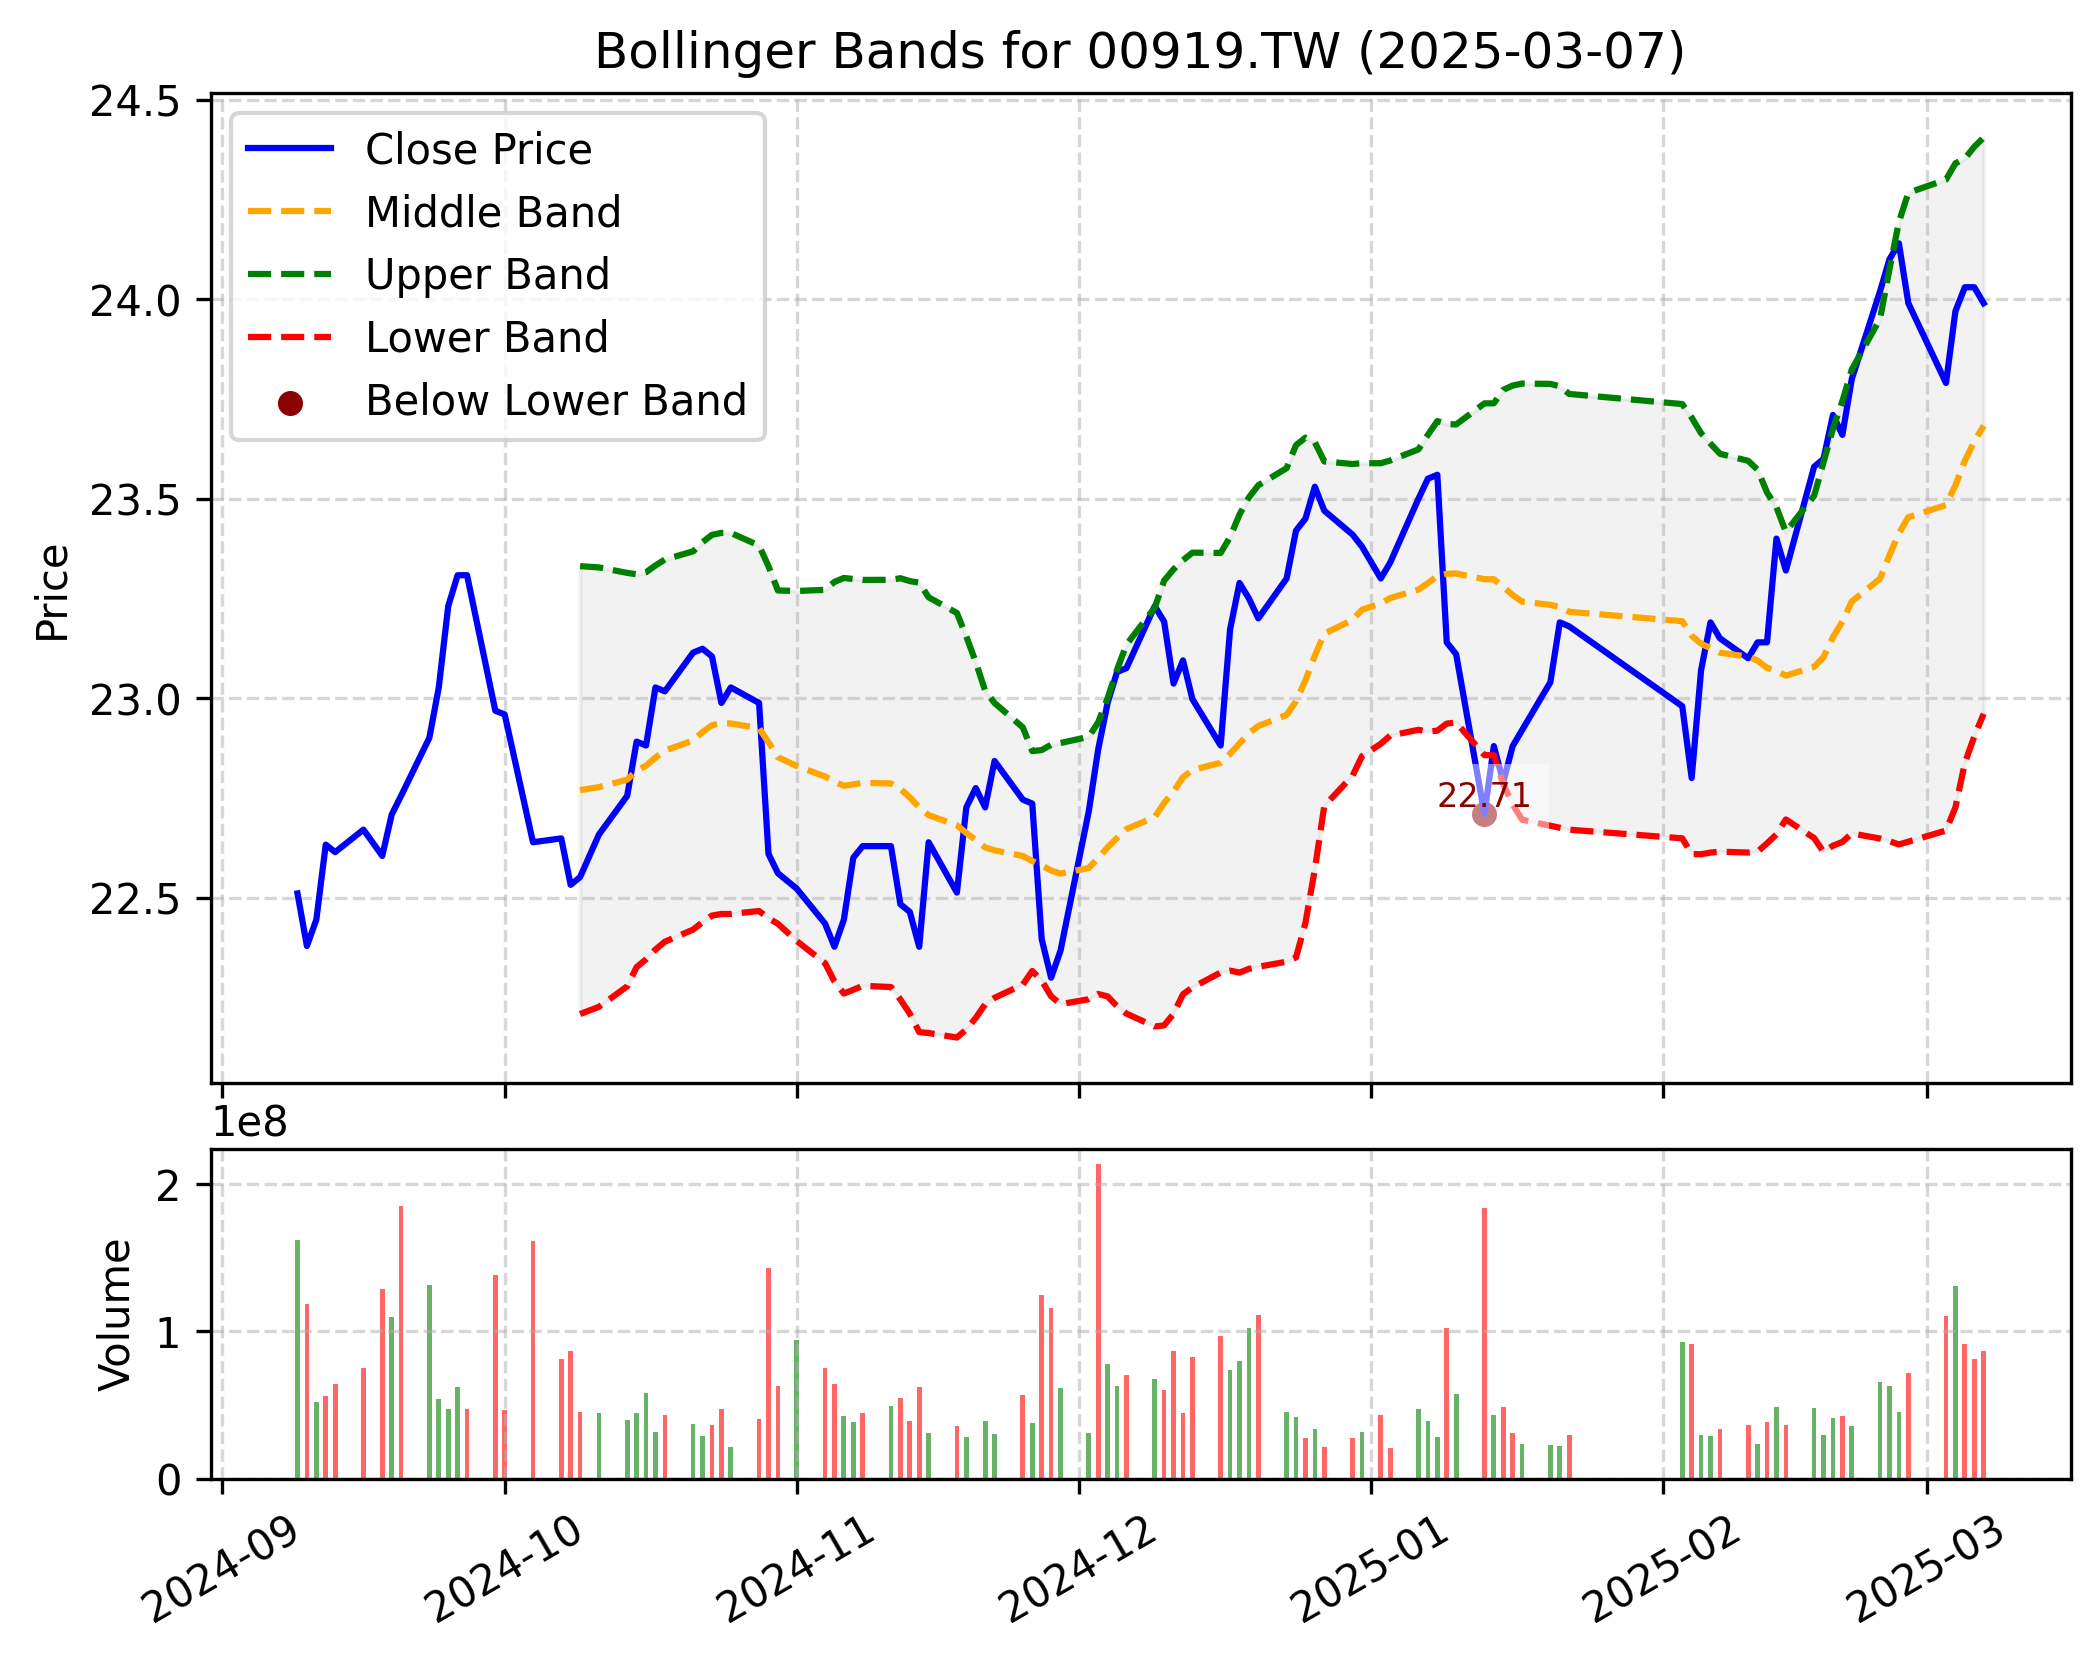 Bollinger Bands for 00919.TW (2025-03-07)
24.5
24.0
23.5
23.0
22.5
Price
Close Price
Middle Band
Upper Band
Lower Band
Below Lower Band
22.71
1e8
2
1
0
Volume
2024-09
2024-10
2024-11
2024-12
2025-01
2025-02
2025-03